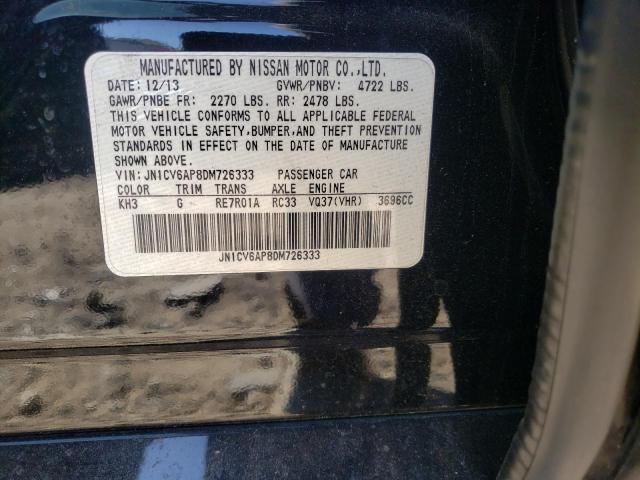 MANUFACTURED BY NISSAN MOTOR CO.,LTD.
DATE: 12/13 GVWR/PNBV: 4722 LBS.
GAWR/PNBE FR: 2270 LBS. RR: 2478 LBS.
THIS VEHICLE CONFORMS TO ALL APPLICABLE FEDERAL
MOTOR VEHICLE SAFETY,BUMPER,AND THEFT PREVENTION
STANDARDS IN EFFECT ON THE DATE OF MANUFACTURE
SHOWN ABOVE.
VIN: JN1CV6AP8DM726333 PASSENGER CAR
COLOR TRIM TRANS AXLE ENGINE
KH3 G RE7R01A RC33 VQ37(VHR) 3696CC
JN1CV6AP8DM726333